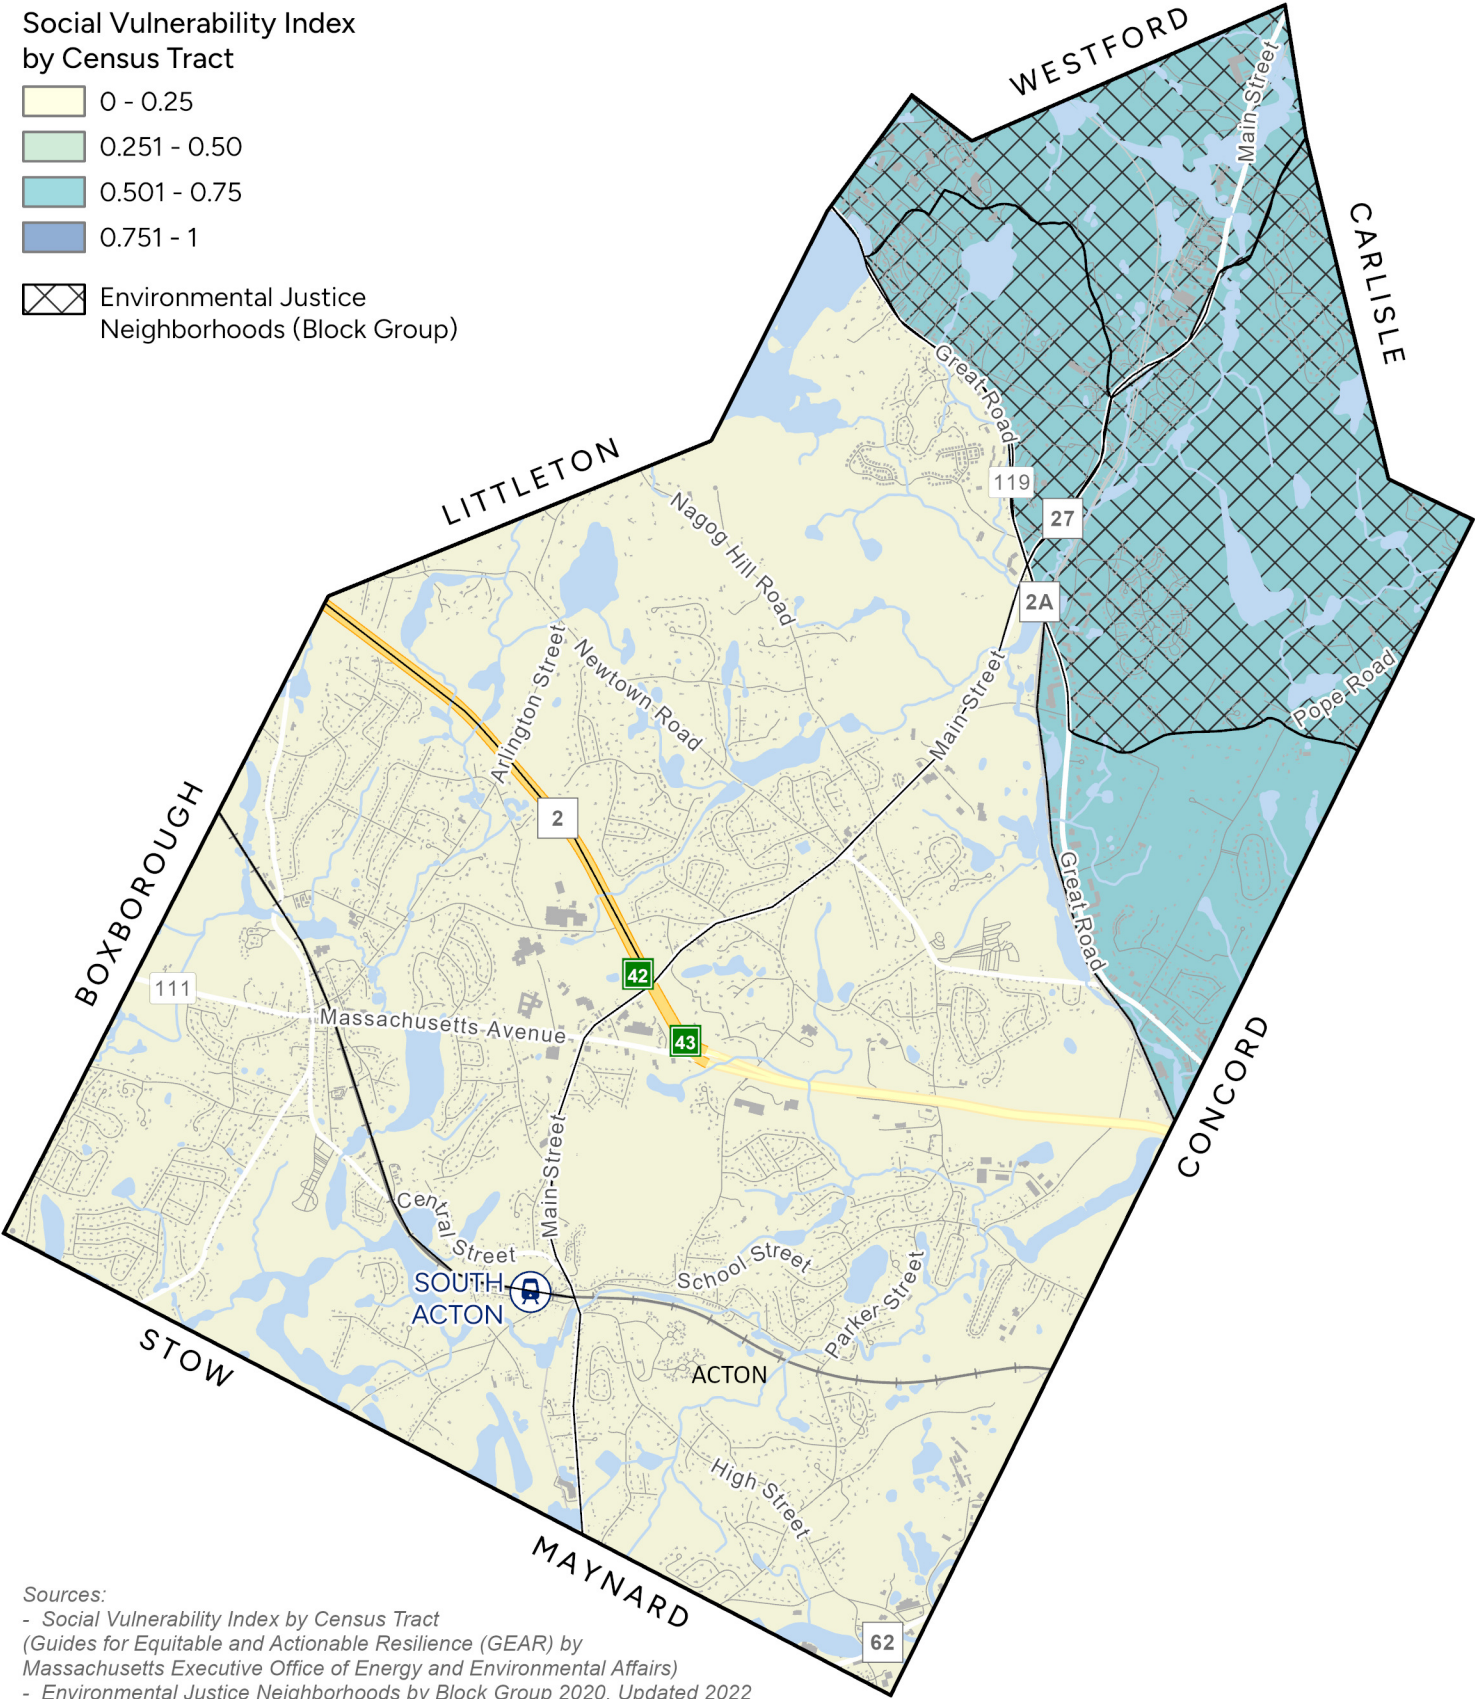 Social Vulnerability Index
by Census Tract
0 - 0.25
0.251 - 0.50
0.501 - 0.75
0.751 - 1
Environmental Justice
Neighborhoods (Block Group)
WESTFORD
Main Street
CARLISLE
Great Road
LITTLETON
119
27
Nagog Hill Road
2A
Arlington Street
Newtown Road
Main Street
Pope Road
BOXBOROUGH
2
Great Road
42
111
Massachusetts Avenue
43
CONCORD
Main Street
Central Street
School Street
SOUTH
ACTON
Parker Street
STOW
ACTON
High Street
MAYNARD
62
Sources:
- Social Vulnerability Index by Census Tract
(Guides for Equitable and Actionable Resilience (GEAR) by
Massachusetts Executive Office of Energy and Environmental Affairs)
- Environmental Justice Neighborhoods by Block Group 2020, Updated 2022